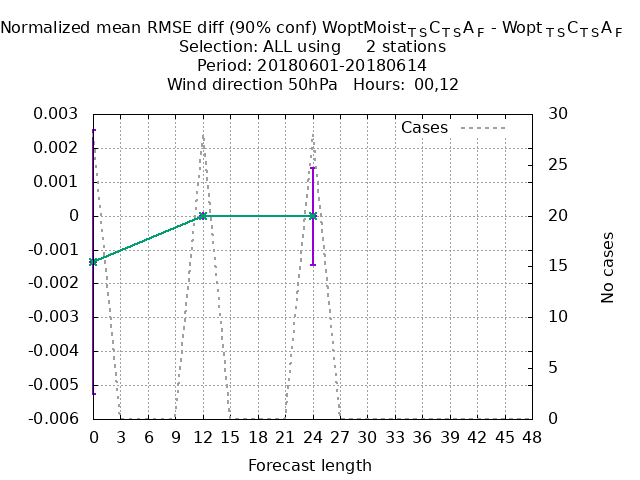 Normalized mean RMSE diff (90% conf) WoptMoist_TSC_TSA_F - Wopt_TSC_TSA_F
Selection: ALL using 2 stations
Period: 20180601-20180614
Wind direction 50hPa Hours: 00,12
Cases
0.003
0.002
0.001
0
-0.001
-0.002
-0.003
-0.004
-0.005
-0.006
30
25
20
15
10
5
0
No cases
0 3 6 9 12 15 18 21 24 27 30 33 36 39 42 45 48
Forecast length